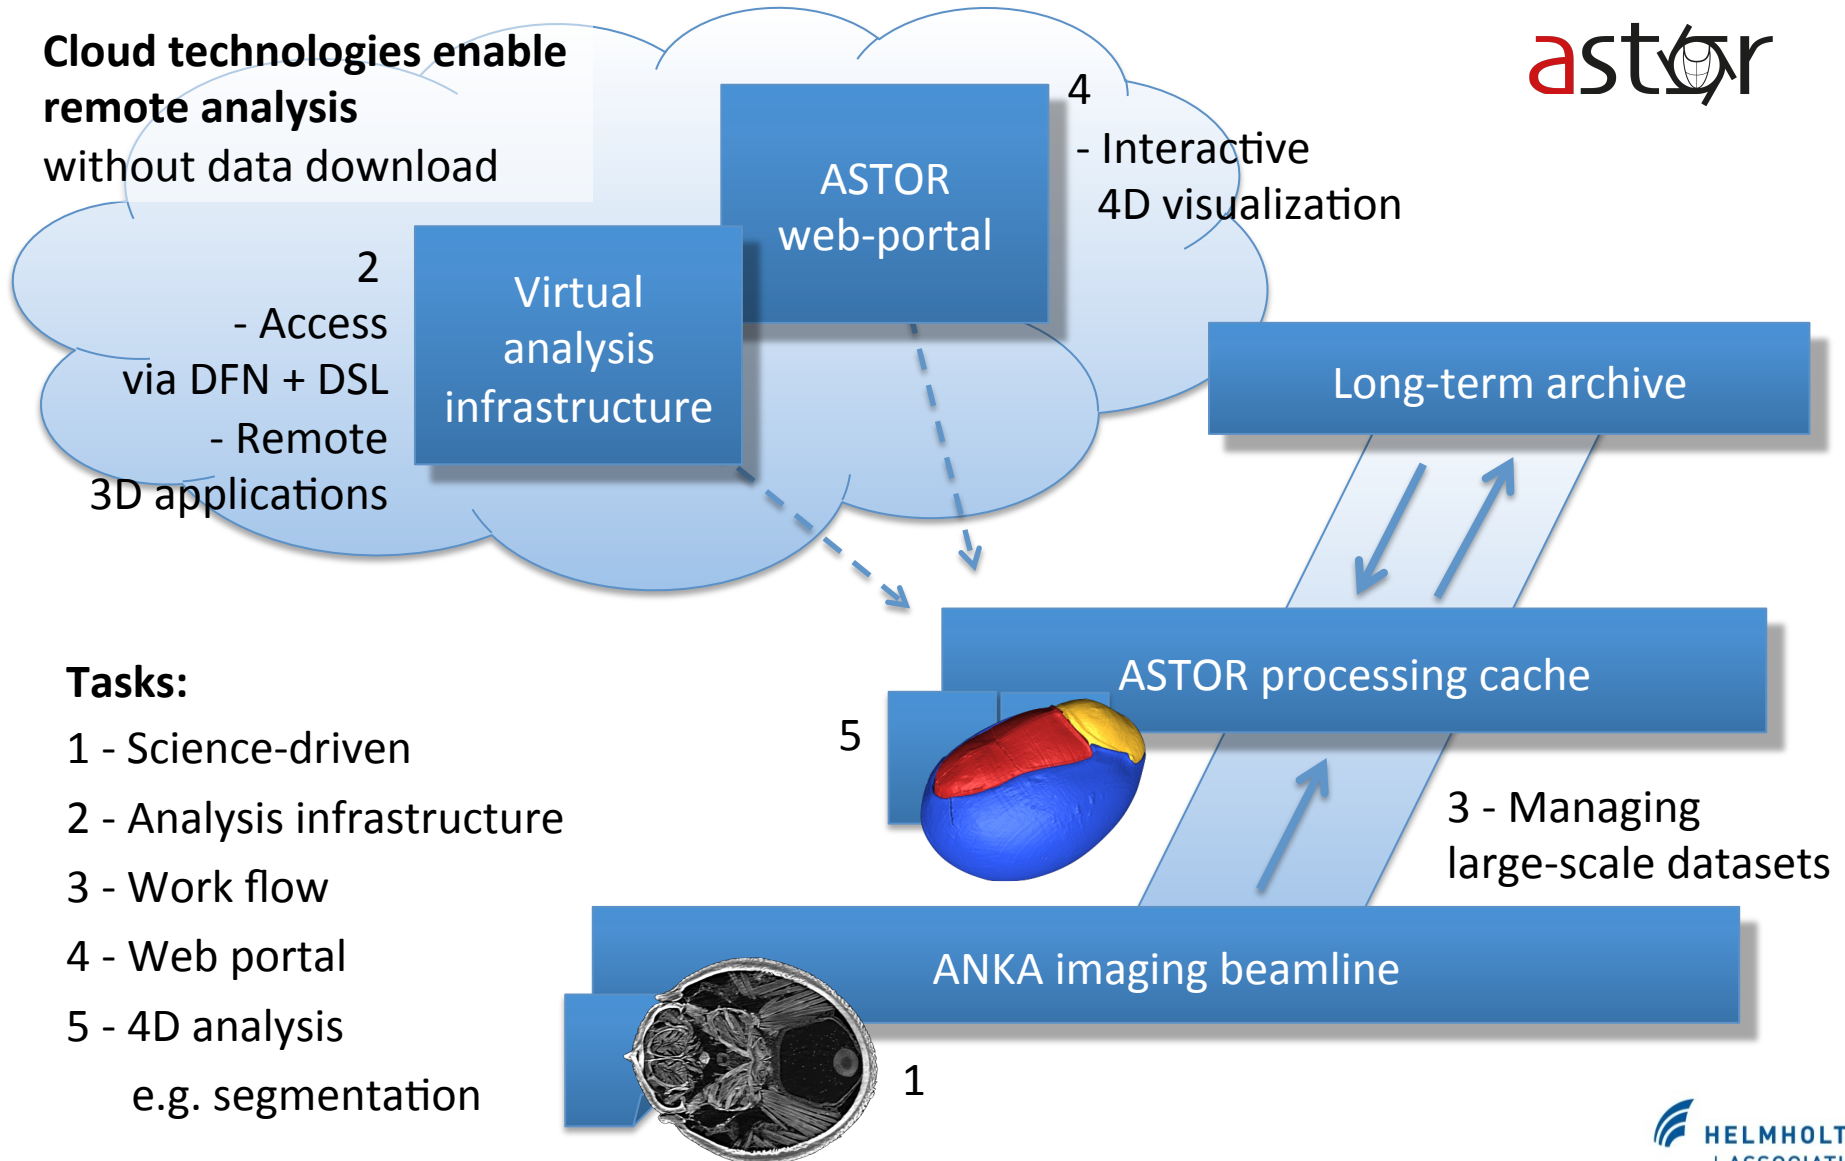 Cloud technologies enable
remote analysis
without data download
astor
4
- Interactive
4D visualization
ASTOR
web-portal
2
- Access
via DFN + DSL
- Remote
3D applications
Virtual
analysis
infrastructure
Long-term archive
ASTOR processing cache
5
3 - Managing
large-scale datasets
ANKA imaging beamline
1
Tasks:
1 - Science-driven
2 - Analysis infrastructure
3 - Work flow
4 - Web portal
5 - 4D analysis
e.g. segmentation
HELMHOLT